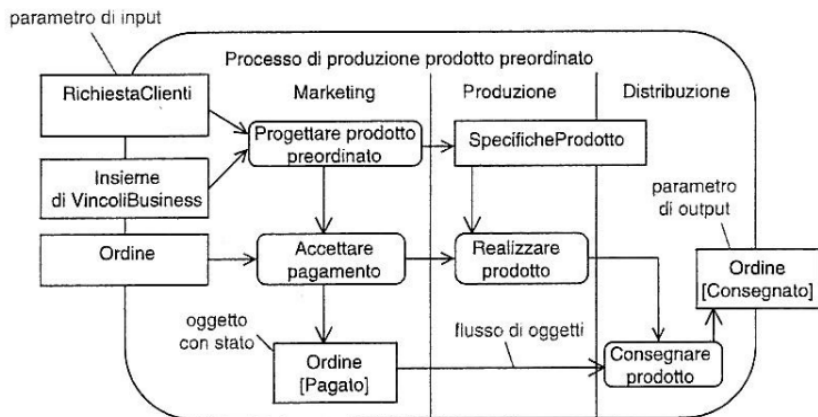 parametro di input
Processo di produzione prodotto preordinato
RichiestaClienti
Marketing
Produzione
Distribuzione
Progettare prodotto
preordinato
SpecificheProdotto
Insieme
di VincoliBusiness
parametro
di output
Ordine
Accettare
pagamento
Realizzare
prodotto
Ordine
[Consegnato]
oggetto
con stato
flusso di oggetti
Ordine
[Pagato]
Consegnare
prodotto